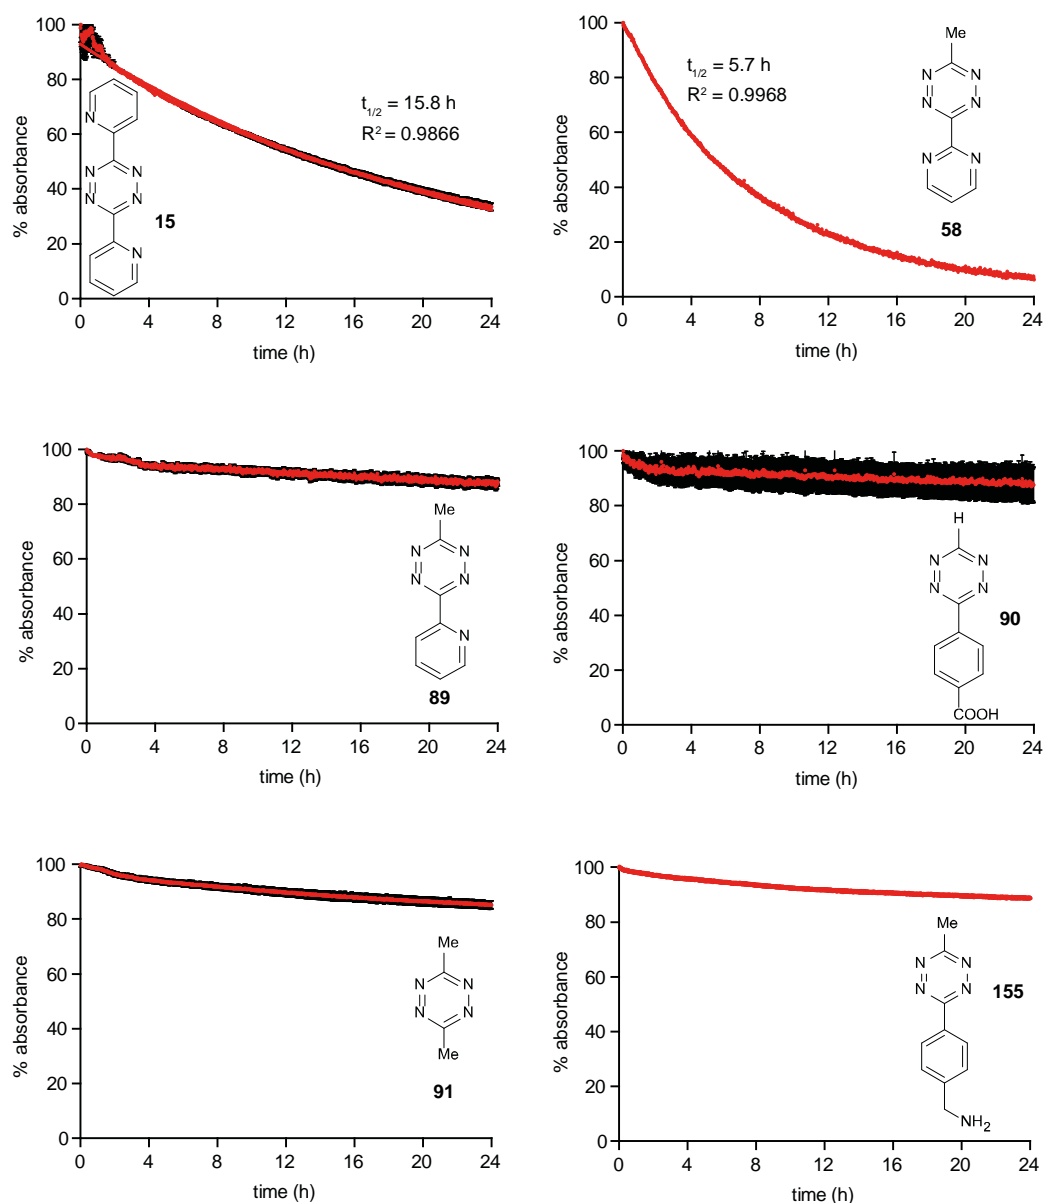 100
80
60
40
20
0
% absorbance
t1/2 = 15.8 h
R2 = 0.9866
N
N N
N N
N
15
0 4 8 12 16 20 24
time (h)
100
80
60
40
20
0
% absorbance
t1/2 = 5.7 h
R2 = 0.9968
Me
N N
N N
N N
58
0 4 8 12 16 20 24
time (h)
100
80
60
40
20
0
% absorbance
Me
N N
N N
N
89
0 4 8 12 16 20 24
time (h)
100
80
60
40
20
0
% absorbance
H
N N
N N
90
COOH
0 4 8 12 16 20 24
time (h)
100
80
60
40
20
0
% absorbance
Me
N N
N N
Me
91
0 4 8 12 16 20 24
time (h)
100
80
60
40
20
0
% absorbance
Me
N N
N N
155
NH2
0 4 8 12 16 20 24
time (h)